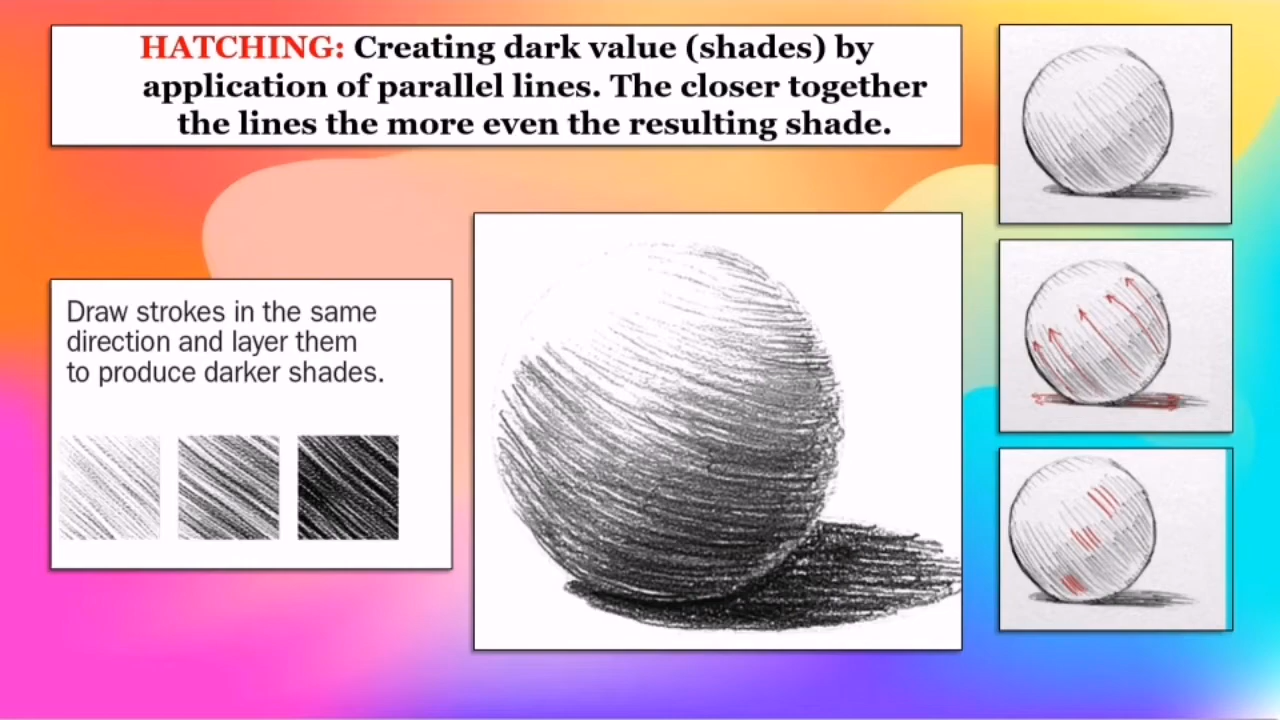 HATCHING: Creating dark value (shades) by
application of parallel lines. The closer together
the lines the more even the resulting shade.
Draw strokes in the same
direction and layer them
to produce darker shades.